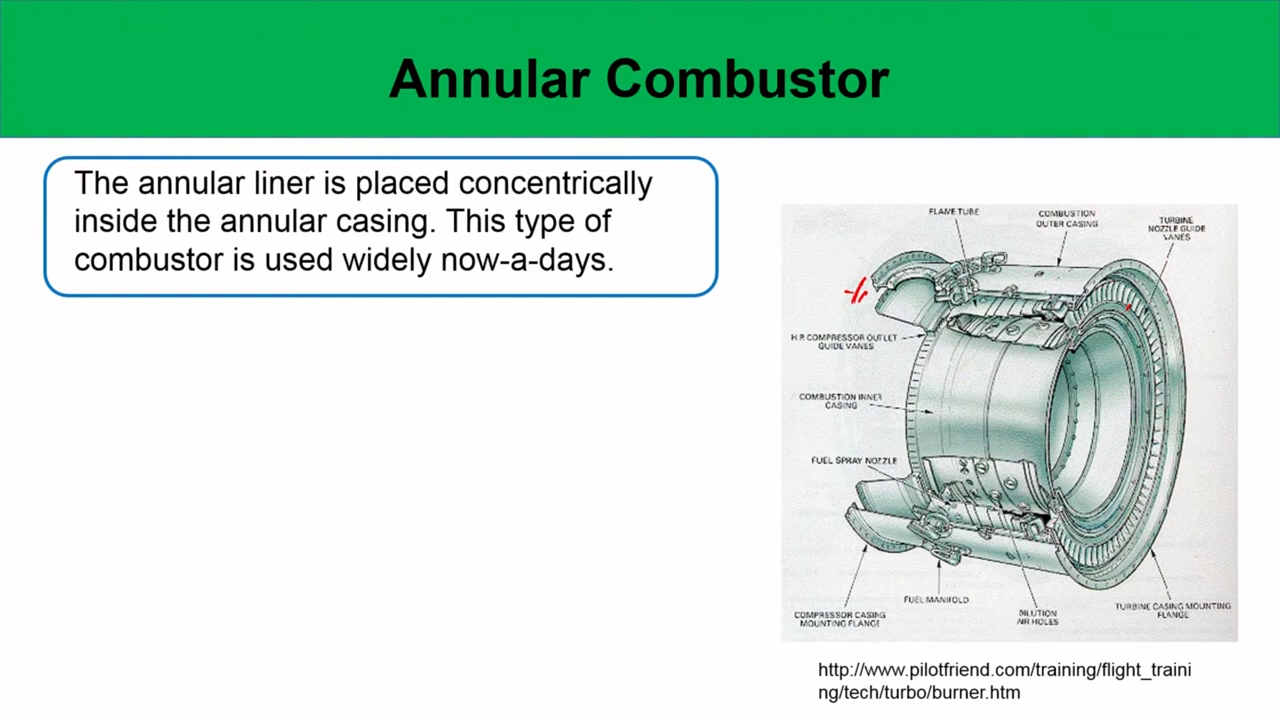 Annular Combustor
The annular liner is placed concentrically
inside the annular casing. This type of
combustor is used widely now-a-days.
FLAME TUBE
COMBUSTION
OUTER CASING
TURBINE
NOZZLE GUIDE
VANES
H.P. COMPRESSOR OUTLET
GUIDE VANES
COMBUSTION INNER
CASING
FUEL SPRAY NOZZLE
COMPRESSOR CASING
MOUNTING FLANGE
FUEL MANIFOLD
DILUTION
AIR HOLES
TURBINE CASING MOUNTING
FLANGE
http://www.pilotfriend.com/training/flight_traini
ng/tech/turbo/burner.htm